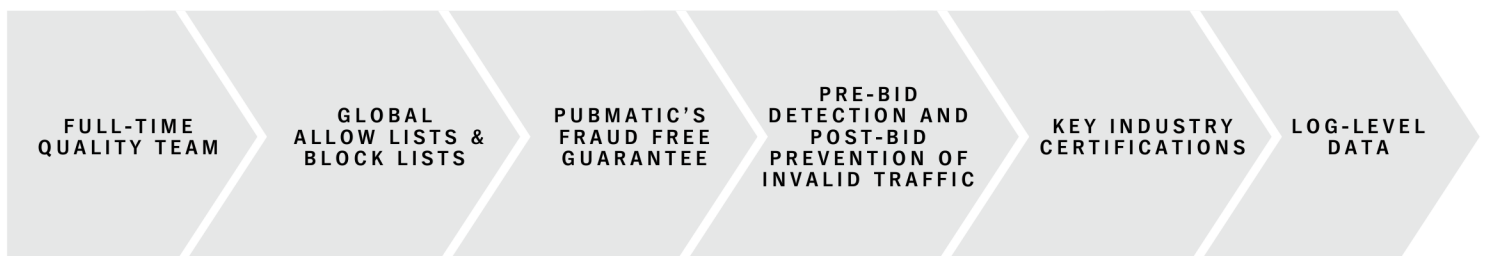 FULL-TIME
QUALITY TEAM
GLOBAL
ALLOW LISTS &
BLOCK LISTS
PUBMATIC’S
FRAUD FREE
GUARANTEE
PRE-BID
DETECTION AND
POST-BID
PREVENTION OF
INVALID TRAFFIC
KEY INDUSTRY
CERTIFICATIONS
LOG-LEVEL
DATA